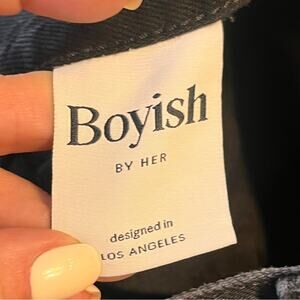 Boyish
BY HER
designed in
LOS ANGELES